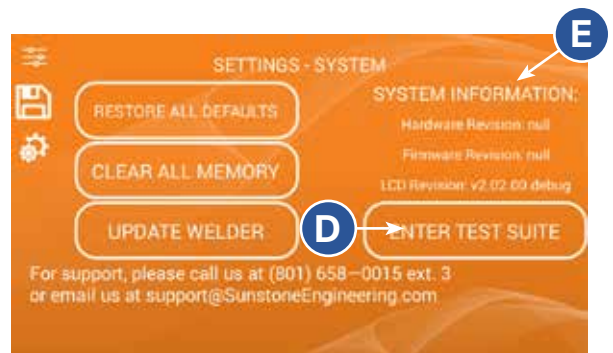 E
SETTINGS - SYSTEM
RESTORE ALL DEFAULTS
CLEAR ALL MEMORY
UPDATE WELDER
SYSTEM INFORMATION:
Hardware Revision: null
Firmware Revision: null
LCD Revision: v2.02.00 debug
D
ENTER TEST SUITE
For support, please call us at (801) 658-0015 ext. 3
or email us at support@SunstoneEngineering.com